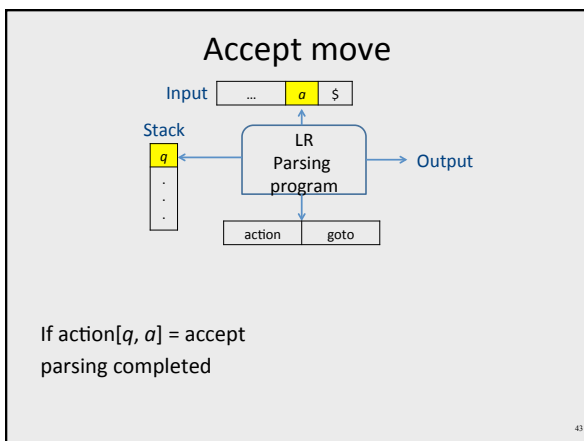 Accept move
Input … a $
Stack
q
.
.
.
LR
Parsing
program
Output
action goto
If action[q, a] = accept
parsing completed
43